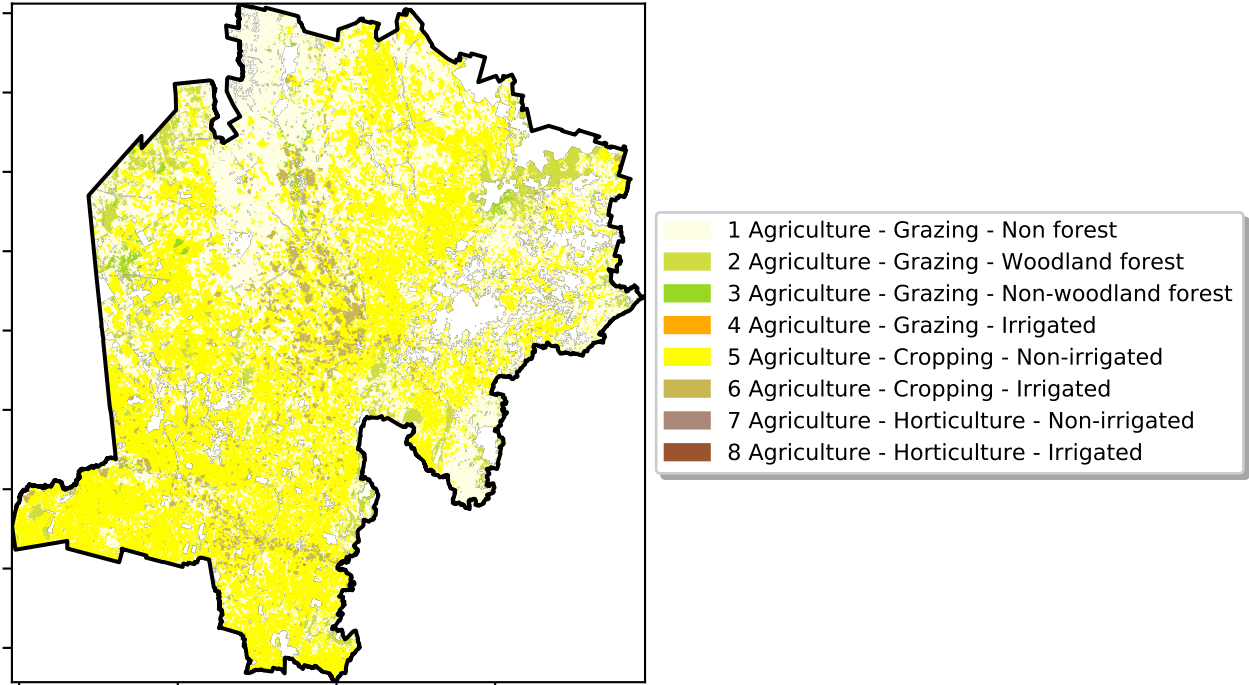 1 Agriculture - Grazing - Non forest
2 Agriculture - Grazing - Woodland forest
3 Agriculture - Grazing - Non-woodland forest
4 Agriculture - Grazing - Irrigated
5 Agriculture - Cropping - Non-irrigated
6 Agriculture - Cropping - Irrigated
7 Agriculture - Horticulture - Non-irrigated
8 Agriculture - Horticulture - Irrigated